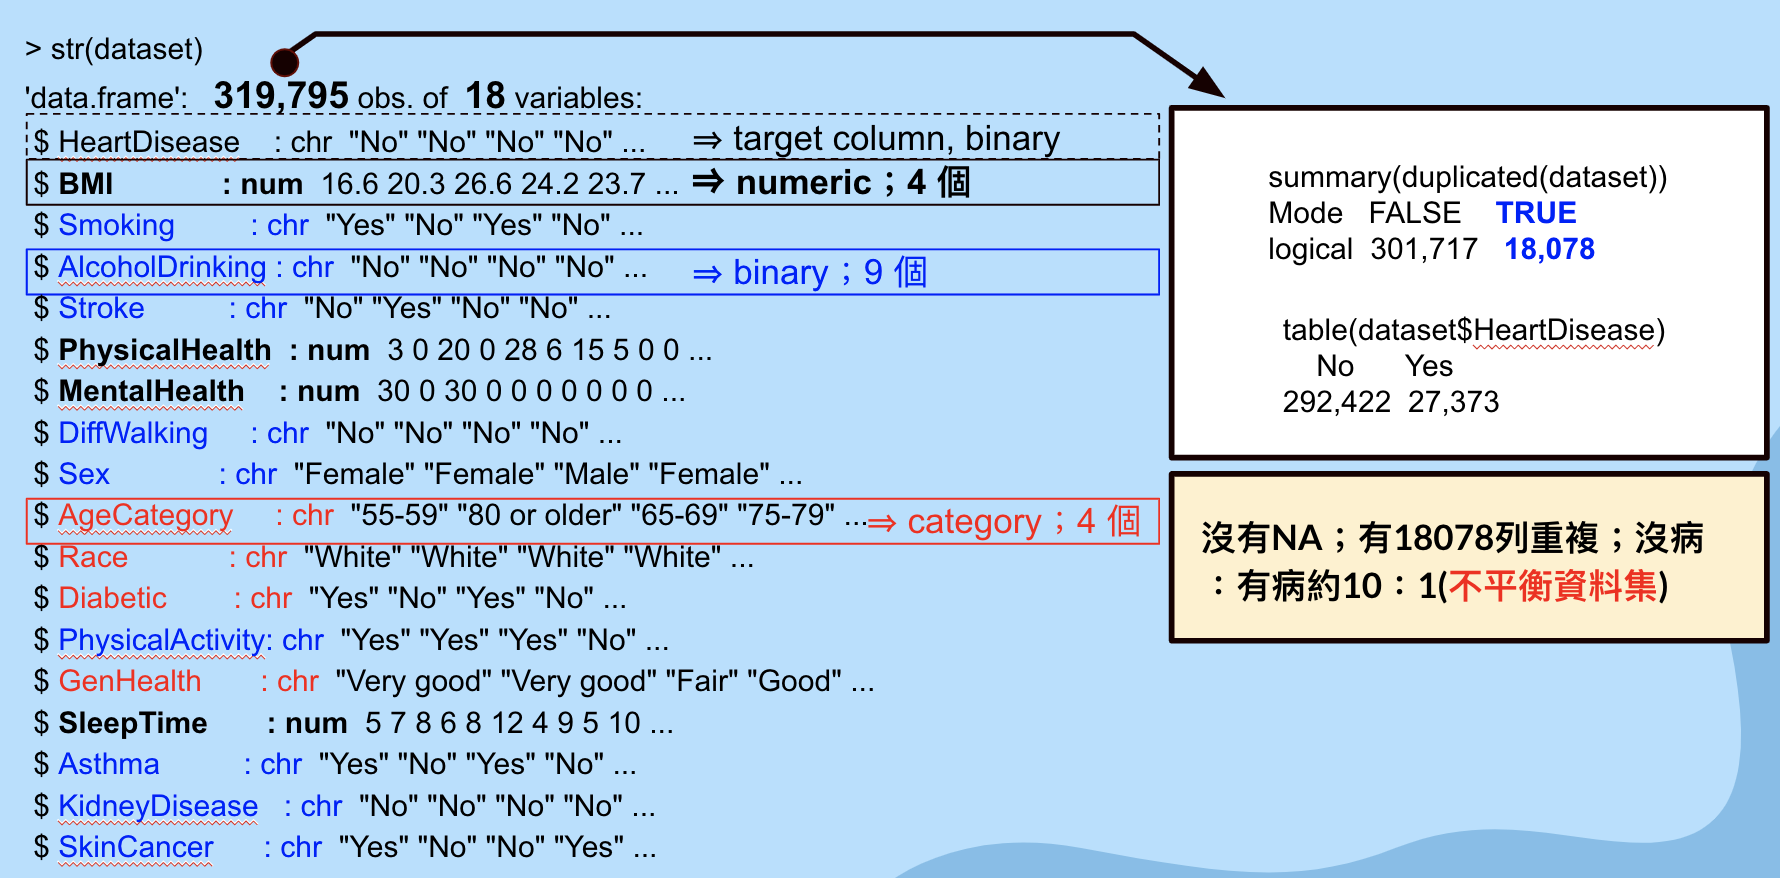 > str(dataset)
'data.frame': 319,795 obs. of 18 variables:
$ HeartDisease : chr "No" "No" "No" "No" ... ⇒ target column, binary
$ BMI : num 16.6 20.3 26.6 24.2 23.7 ... ⇒ numeric；4 個
$ Smoking : chr "Yes" "No" "Yes" "No" ...
$ AlcoholDrinking : chr "No" "No" "No" "No" ... ⇒ binary；9 個
$ Stroke : chr "No" "Yes" "No" "No" ...
$ PhysicalHealth : num 3 0 20 0 28 6 15 5 0 0 ...
$ MentalHealth : num 30 0 30 0 0 0 0 0 0 0 ...
$ DiffWalking : chr "No" "No" "No" "No" ...
$ Sex : chr "Female" "Female" "Male" "Female" ...
$ AgeCategory : chr "55-59" "80 or older" "65-69" "75-79" ... ⇒ category；4 個
$ Race : chr "White" "White" "White" "White" ...
$ Diabetic : chr "Yes" "No" "Yes" "No" ...
$ PhysicalActivity: chr "Yes" "Yes" "Yes" "No" ...
$ GenHealth : chr "Very good" "Very good" "Fair" "Good" ...
$ SleepTime : num 5 7 8 6 8 12 4 9 5 10 ...
$ Asthma : chr "Yes" "No" "Yes" "No" ...
$ KidneyDisease : chr "No" "No" "No" "No" ...
$ SkinCancer : chr "Yes" "No" "No" "Yes" ...
summary(duplicated(dataset))
Mode FALSE TRUE
logical 301,717 18,078
table(dataset$HeartDisease)
No Yes
292,422 27,373
沒有NA；有18078列重複；沒病
：有病約10：1(不平衡資料集)